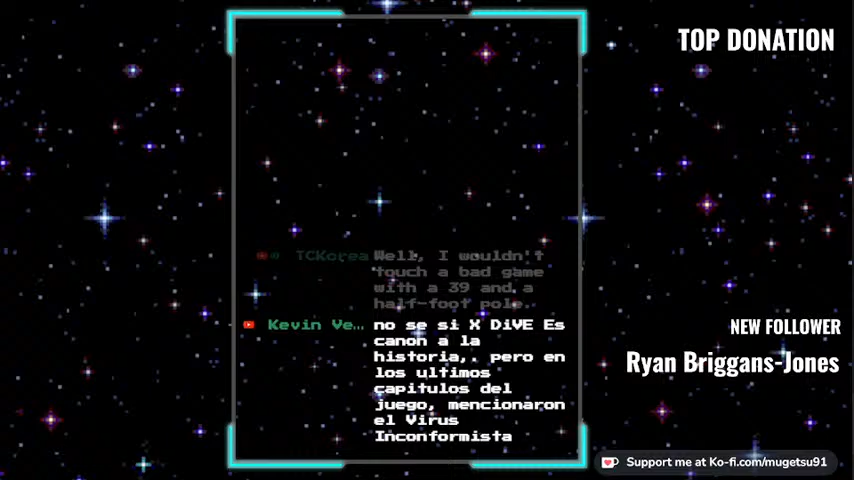 TOP DONATION
TCKorea Well, I wouldn't
touch a bad game
with a 39 and a
half-foot pole.
Kevin Ve... no se si X DiVE Es
canon a la
historia,. pero en
los ultimos
capitulos del
juego, mencionaron
el Virus
Inconformista
NEW FOLLOWER
Ryan Briggans-Jones
Support me at Ko-fi.com/mugetsu91